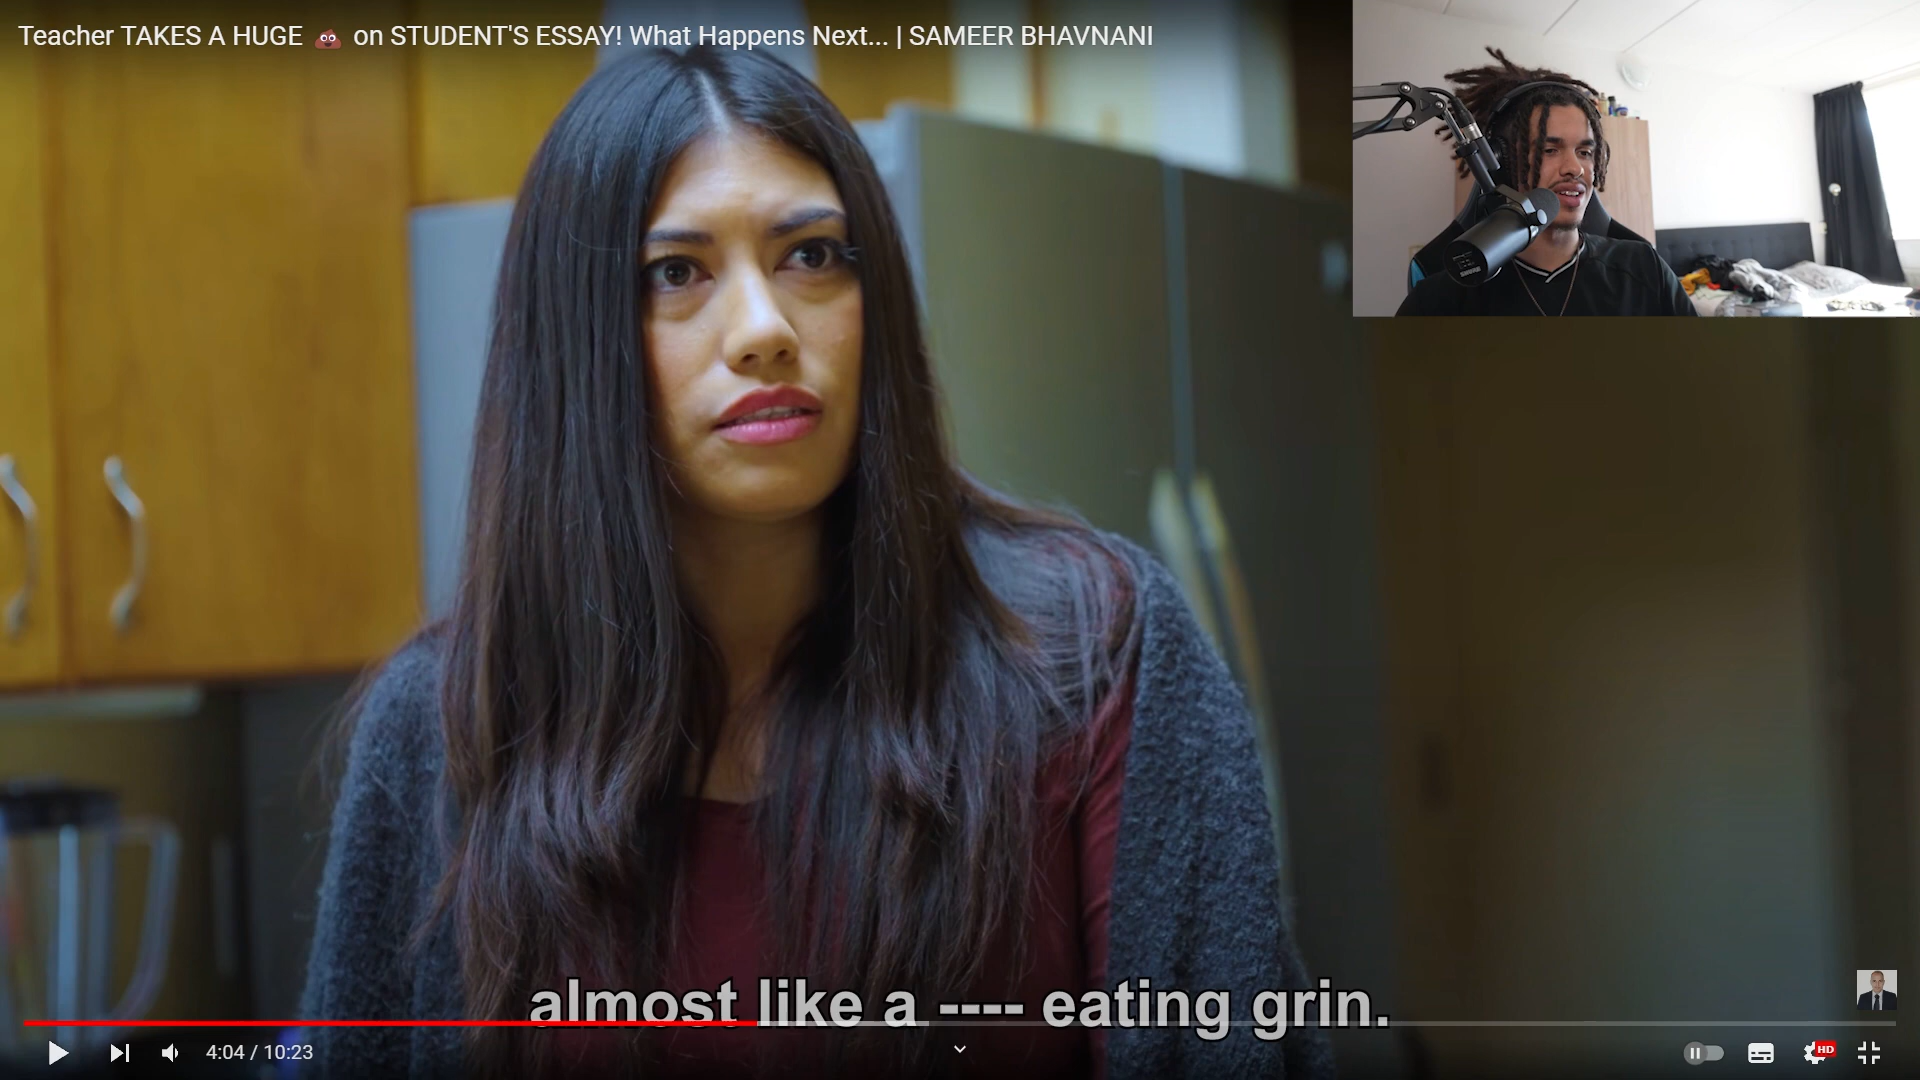 Teacher TAKES A HUGE 💩 on STUDENT'S ESSAY! What Happens Next... | SAMEER BHAVNANI
SHURE
almost like a ---- eating grin.
4:04 / 10:23
HD